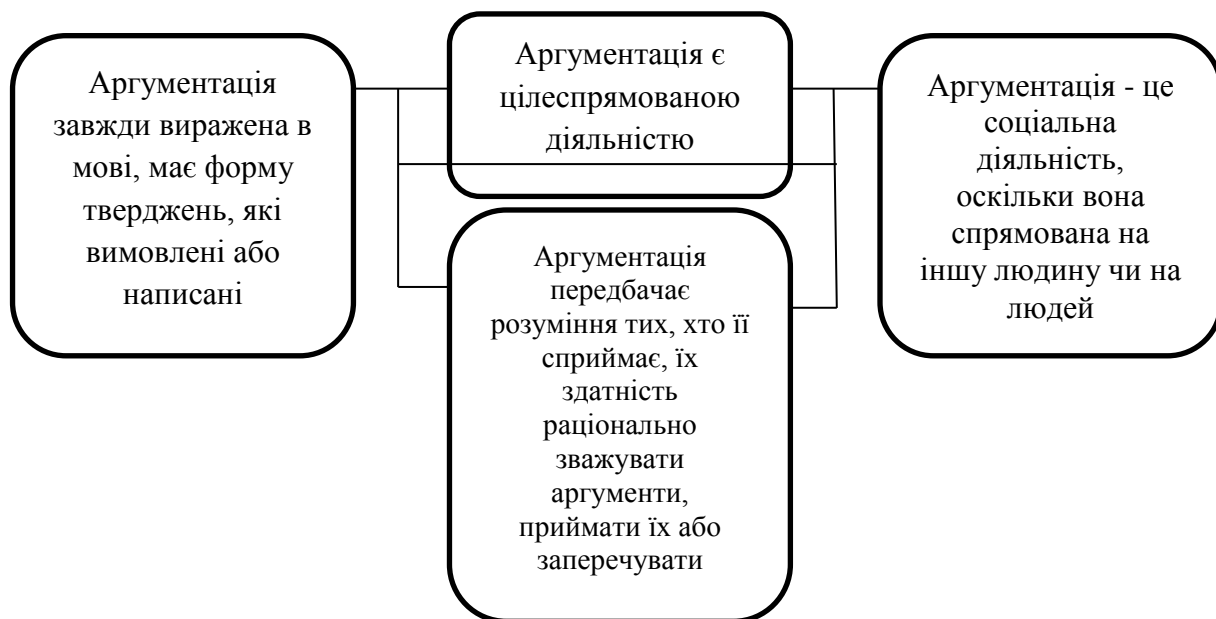 Аргументація
завжди виражена в
мові, має форму
тверджень, які
вимовлені або
написані
Аргументація є
цілеспрямованою
діяльністю
Аргументація
передбачає
розуміння тих, хто її
сприймає, їх
здатність
раціонально
зважувати
аргументи,
приймати їх або
заперечувати
Аргументація - це
соціальна
діяльність,
оскільки вона
спрямована на
іншу людину чи на
людей